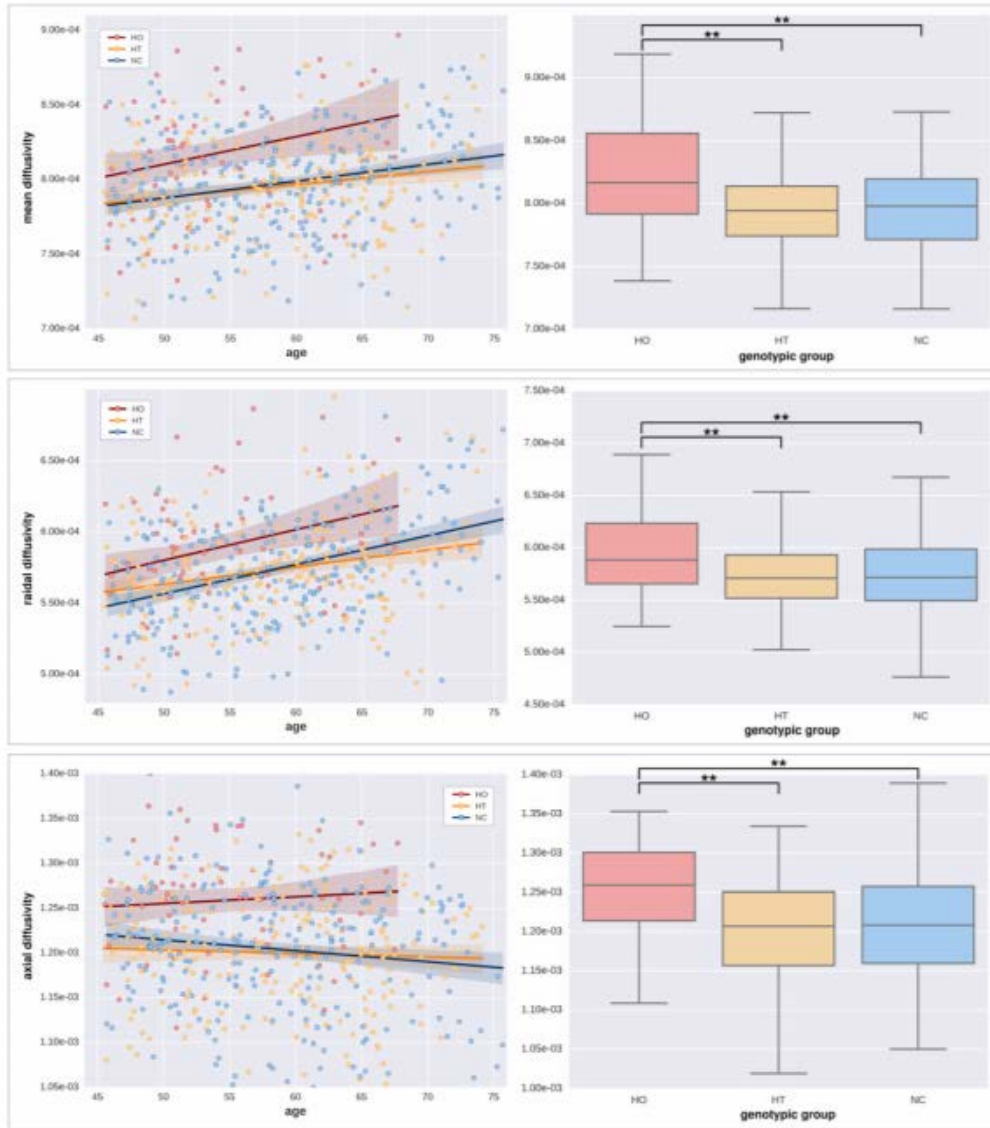 9.00e-04
8.50e-04
8.00e-04
7.50e-04
7.00e-04
mean diffusivity
HO
HT
NC
45 50 55 60 65 70 75
age
**
**
9.00e-04
8.50e-04
8.00e-04
7.50e-04
7.00e-04
HO HT NC
genotypic group
6.50e-04
6.00e-04
5.50e-04
5.00e-04
raidal diffusivity
HO
HT
NC
45 50 55 60 65 70 75
age
**
**
7.50e-04
7.00e-04
6.50e-04
6.00e-04
5.50e-04
5.00e-04
4.50e-04
HO HT NC
genotypic group
1.40e-03
1.35e-03
1.30e-03
1.25e-03
1.20e-03
1.15e-03
1.10e-03
1.05e-03
axial diffusivity
HO
HT
NC
45 50 55 60 65 70 75
age
**
**
1.40e-03
1.35e-03
1.30e-03
1.25e-03
1.20e-03
1.15e-03
1.10e-03
1.05e-03
1.00e-03
HO HT NC
genotypic group